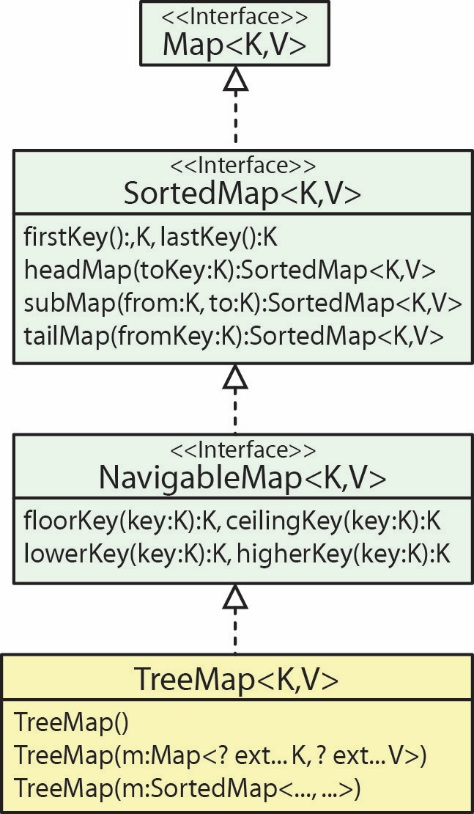 <<Interface>>
Map<K,V>
<<Interface>>
SortedMap<K,V>
firstKey():,K, lastKey():K
headMap(toKey:K):SortedMap<K,V>
subMap(from:K, to:K):SortedMap<K,V>
tailMap(fromKey:K):SortedMap<K,V>
<<Interface>>
NavigableMap<K,V>
floorKey(key:K):K, ceilingKey(key:K):K
lowerKey(key:K):K, higherKey(key:K):K
TreeMap<K,V>
TreeMap()
TreeMap(m:Map<? ext... K, ? ext... V>)
TreeMap(m:SortedMap<..., ...>)